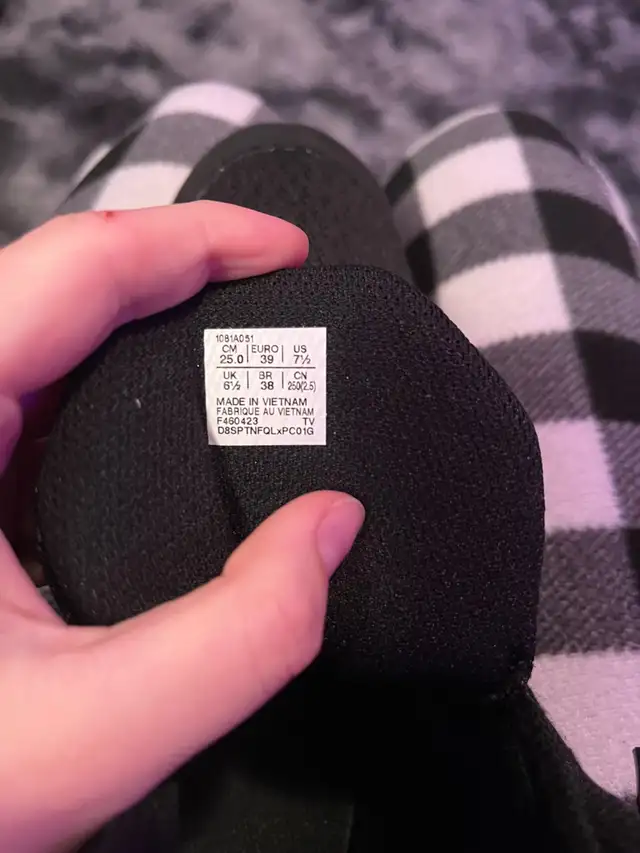 1081A051
CM | EURO | US
25.0 | 39 | 7½
UK | BR | CN
6½ | 38 | 250(2.5)
MADE IN VIETNAM
FABRIQUE AU VIETNAM
F460423 TV
D8SPTNFQLxPC01G